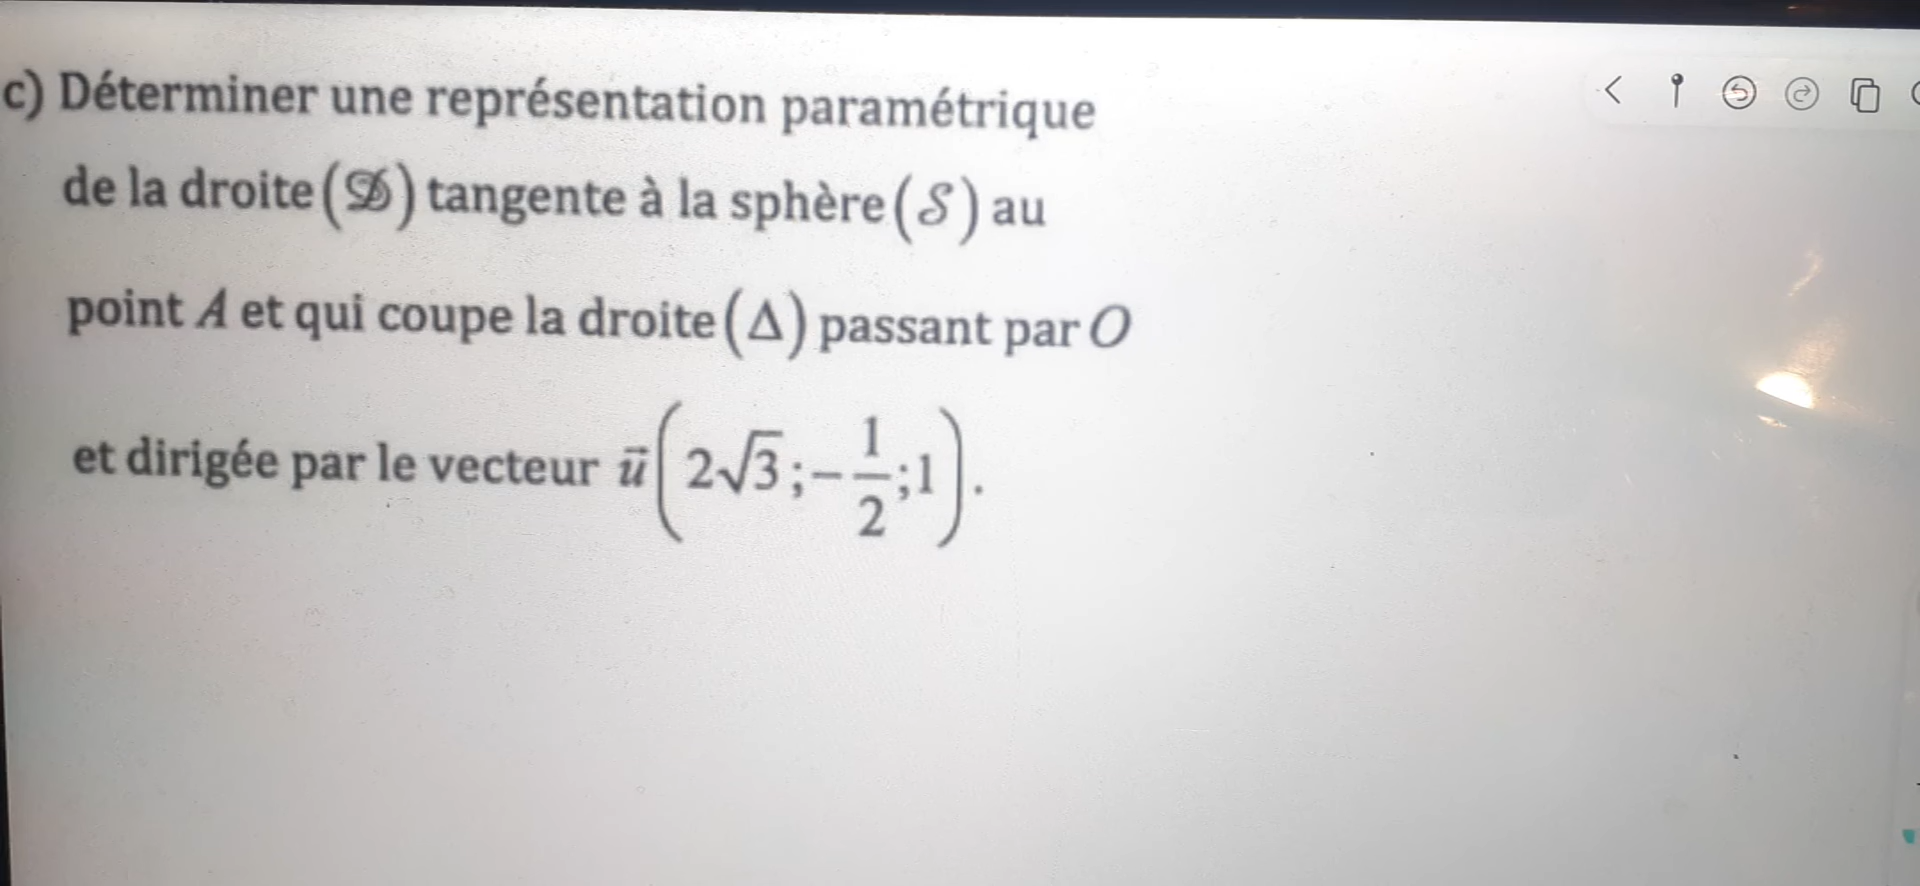 c) Déterminer une représentation paramétrique
de la droite (𝒟) tangente à la sphère (𝒮) au
point A et qui coupe la droite (Δ) passant par O
et dirigée par le vecteur u⃗(2√3 ; -1/2 ; 1).